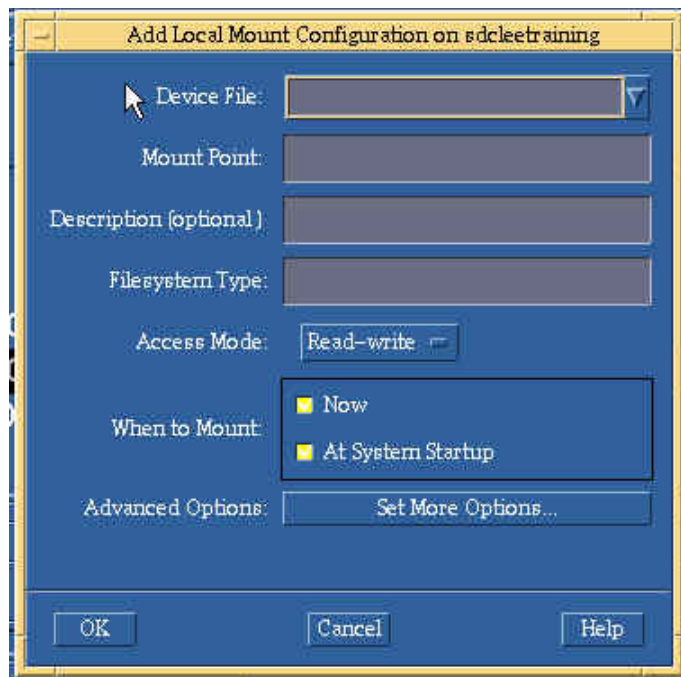 Add Local Mount Configuration on sdcleetraining
Device File:
Mount Point:
Description (optional)
Filesystem Type:
Access Mode: Read-write
When to Mount:
Now
At System Startup
Advanced Options: Set More Options...
OK Cancel Help